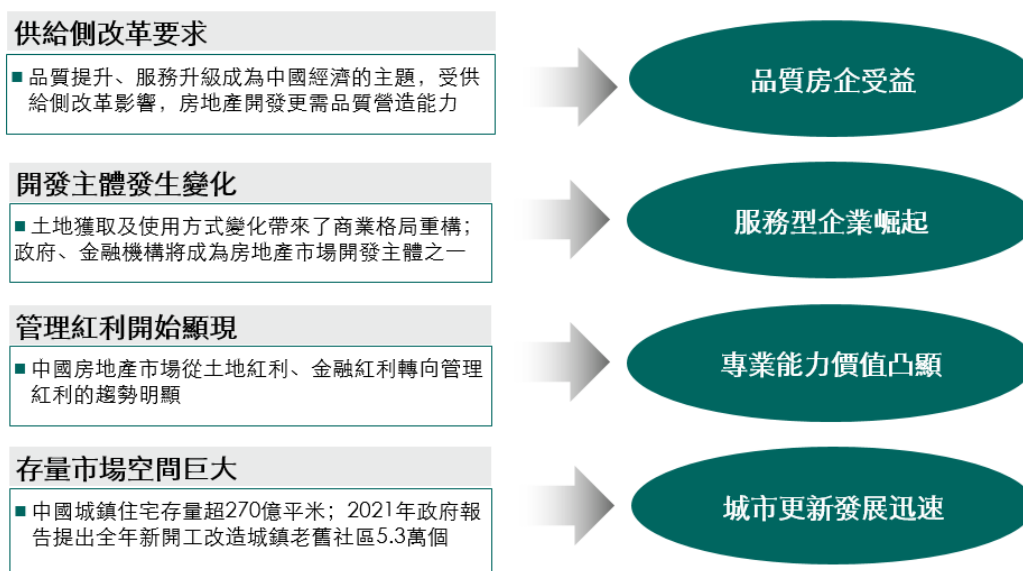 供給側改革要求
■品質提升、服務升級成為中國經濟的主題，受供
給側改革影響，房地產開發更需品質營造能力
品質房企受益
開發主體發生變化
■土地獲取及使用方式變化帶來了商業格局重構；
政府、金融機構將成為房地產市場開發主體之一
服務型企業崛起
管理紅利開始顯現
■中國房地產市場從土地紅利、金融紅利轉向管理
紅利的趨勢明顯
專業能力價值凸顯
存量市場空間巨大
■中國城鎮住宅存量超270億平米；2021年政府報
告提出全年新開工改造城鎮老舊社區5.3萬個
城市更新發展迅速